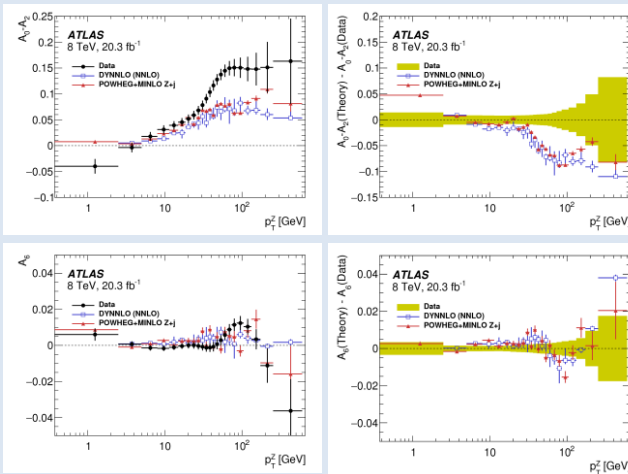 A₀-A₂
0.25
0.2
0.15
0.1
0.05
0
−0.05
−0.1
ATLAS
8 TeV, 20.3 fb⁻¹
Data
DYNNLO (NNLO)
POWHEG+MINLO Z+j
1
10
10²
p_T^Z [GeV]
A₀-A₂(Theory) - A₀-A₂(Data)
0.2
0.15
0.1
0.05
0
−0.05
−0.1
−0.15
ATLAS
8 TeV, 20.3 fb⁻¹
Data
DYNNLO (NNLO)
POWHEG+MINLO Z+j
1
10
10²
p_T^Z [GeV]
A₆
0.04
0.02
0
−0.02
−0.04
ATLAS
8 TeV, 20.3 fb⁻¹
Data
DYNNLO (NNLO)
POWHEG+MINLO Z+j
1
10
10²
p_T^Z [GeV]
A₆(Theory) - A₆(Data)
0.04
0.02
0
−0.02
−0.04
ATLAS
8 TeV, 20.3 fb⁻¹
Data
DYNNLO (NNLO)
POWHEG+MINLO Z+j
1
10
10²
p_T^Z [GeV]